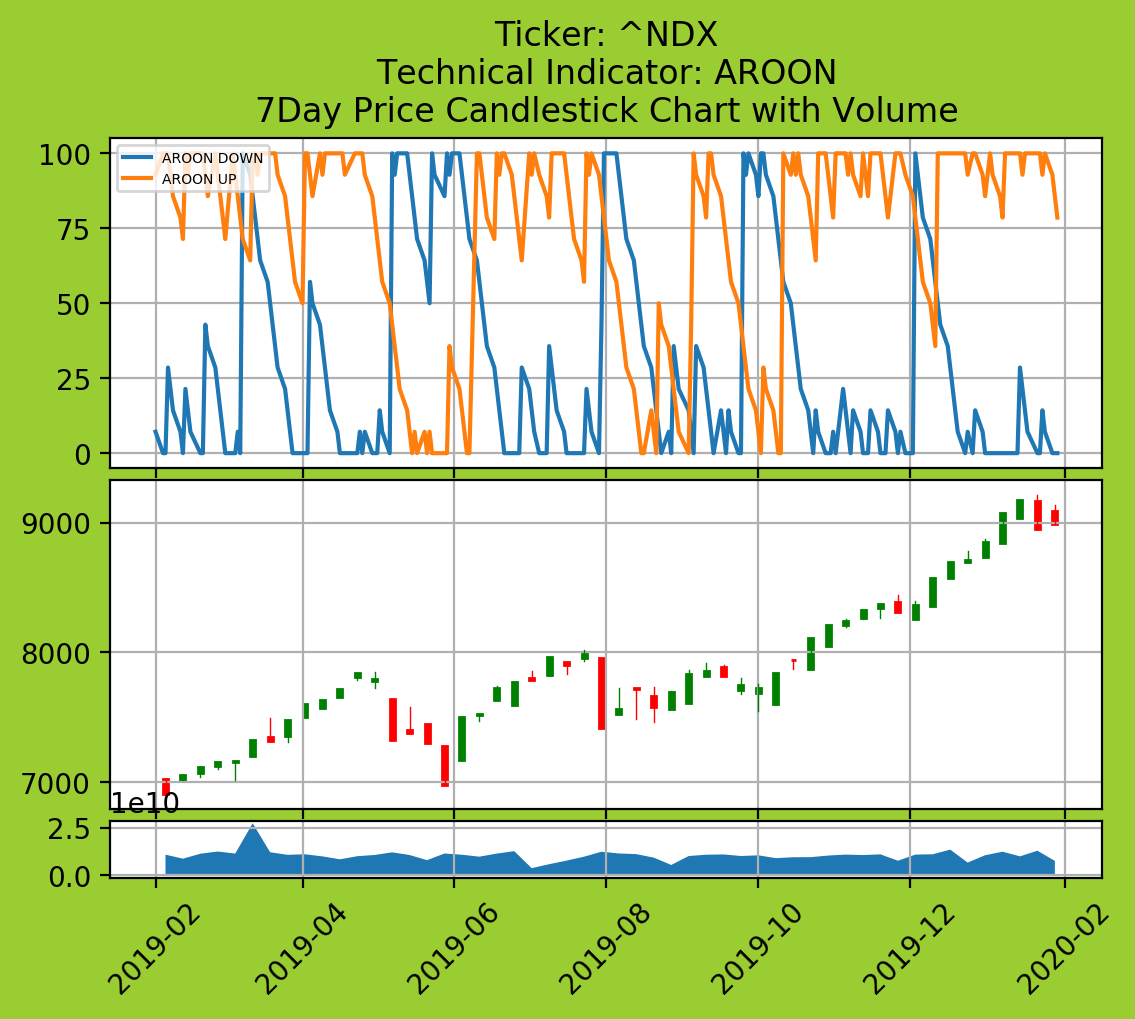 Ticker: ^NDX
Technical Indicator: AROON
7Day Price Candlestick Chart with Volume
AROON DOWN
AROON UP
100
75
50
25
0
9000
8000
7000
1e10
2.5
0.0
2019-02
2019-04
2019-06
2019-08
2019-10
2019-12
2020-02